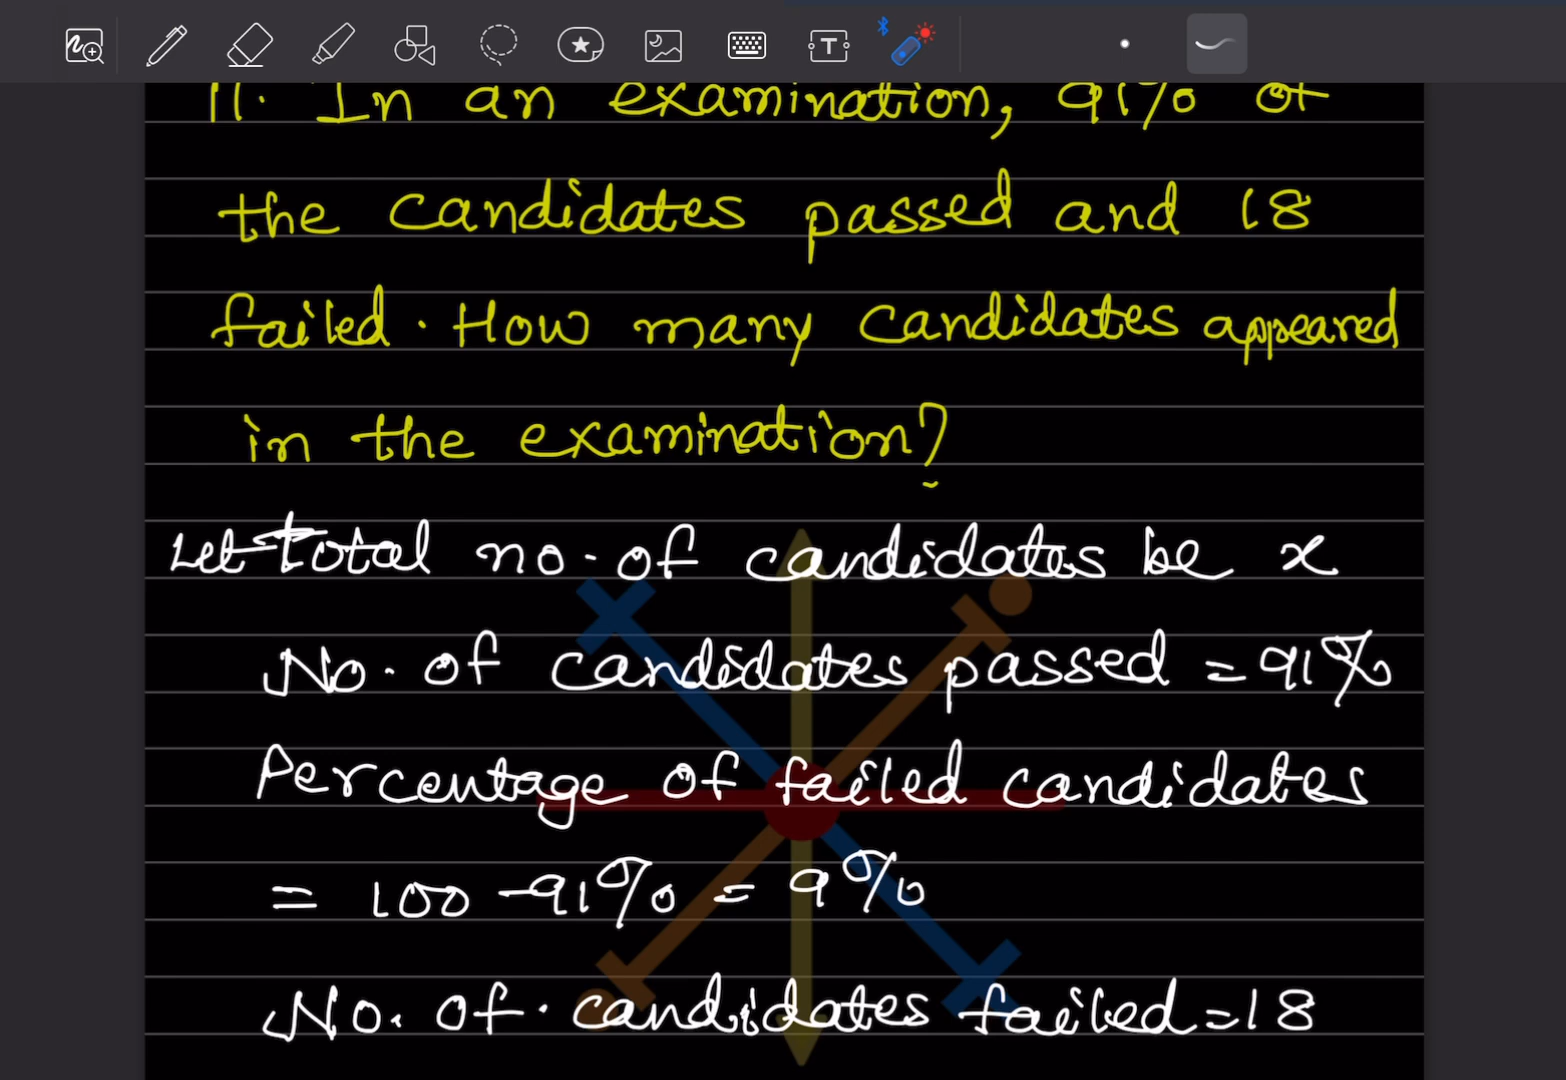 11. In an examination, 91% of
the candidates passed and 18
failed. How many candidates appeared
in the examination?
Let total no. of candidates be x
No. of candidates passed = 91%
Percentage of failed candidates
= 100 - 91% = 9%
No. of. candidates failed = 18